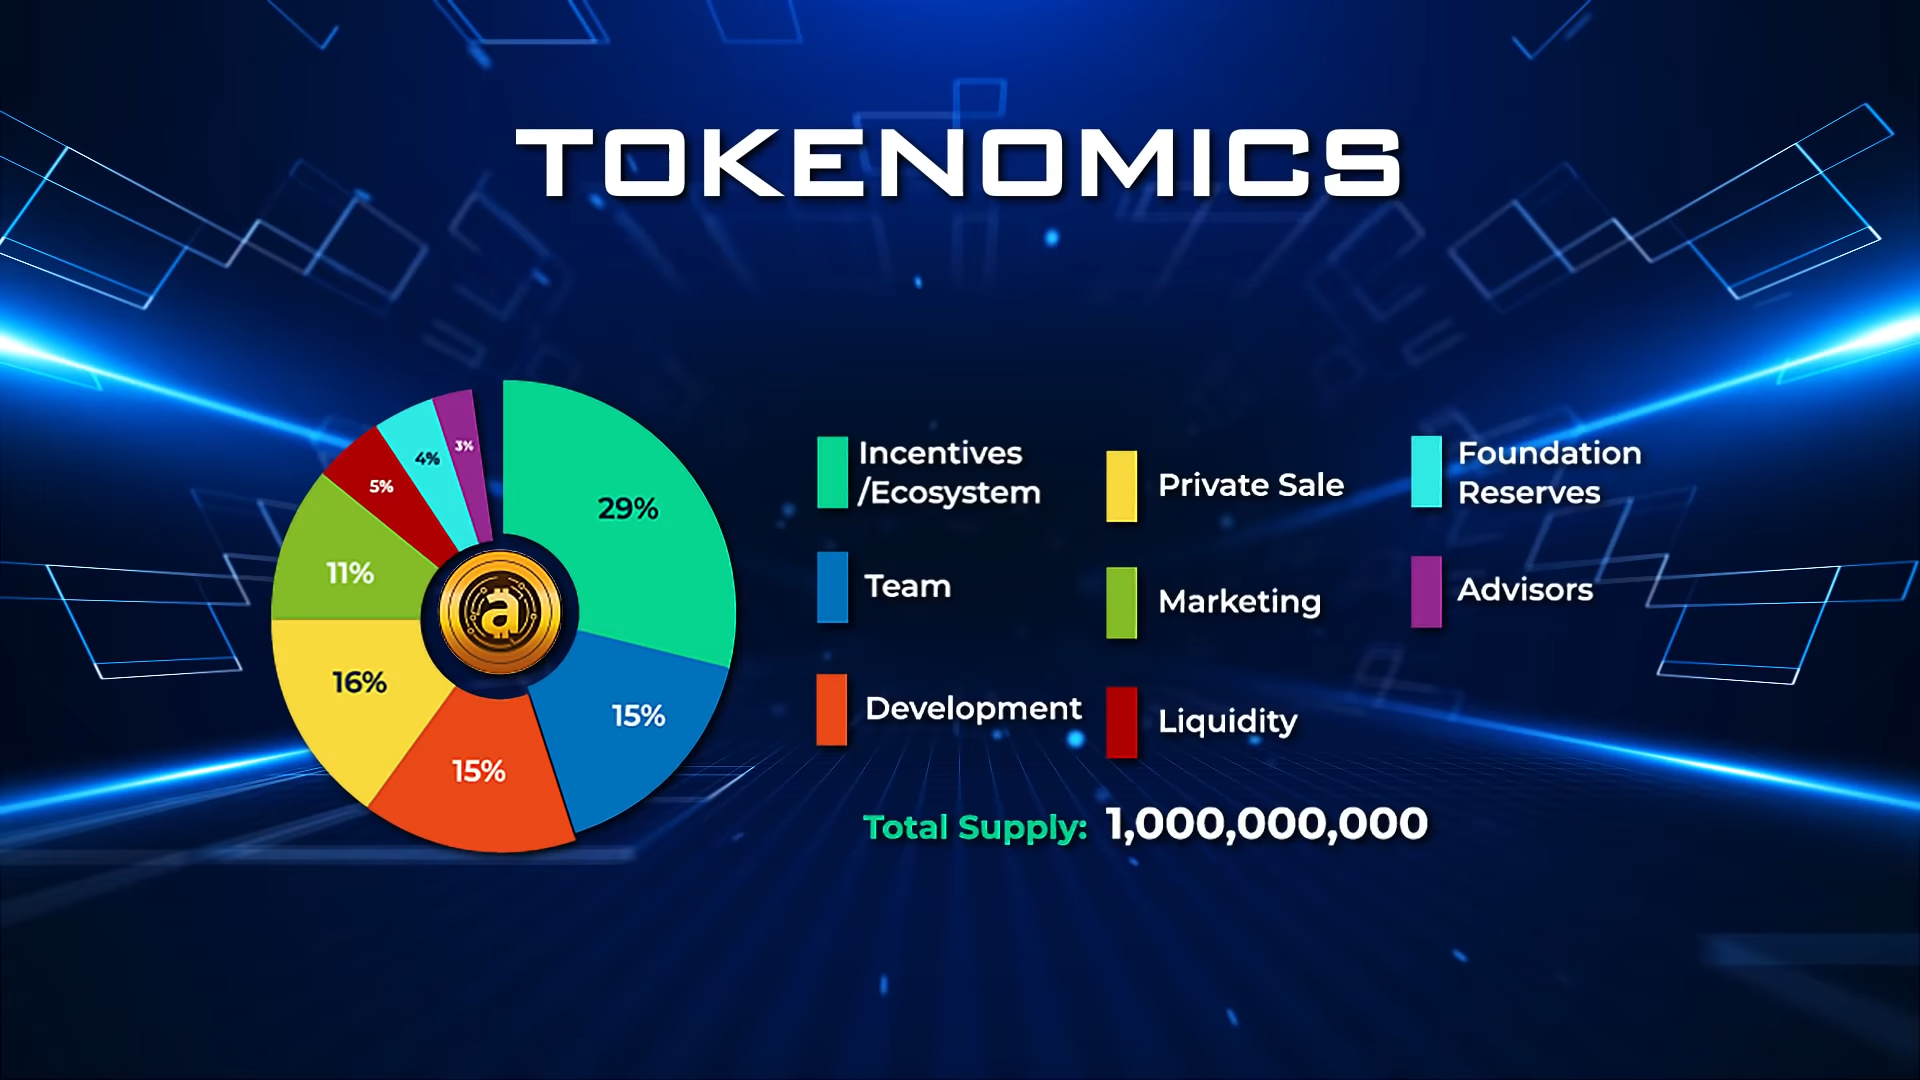 TOKENOMICS
3%
4%
5%
29%
11%
16%
15%
15%
a
Incentives
/Ecosystem
Team
Development
Private Sale
Marketing
Liquidity
Foundation
Reserves
Advisors
Total Supply: 1,000,000,000